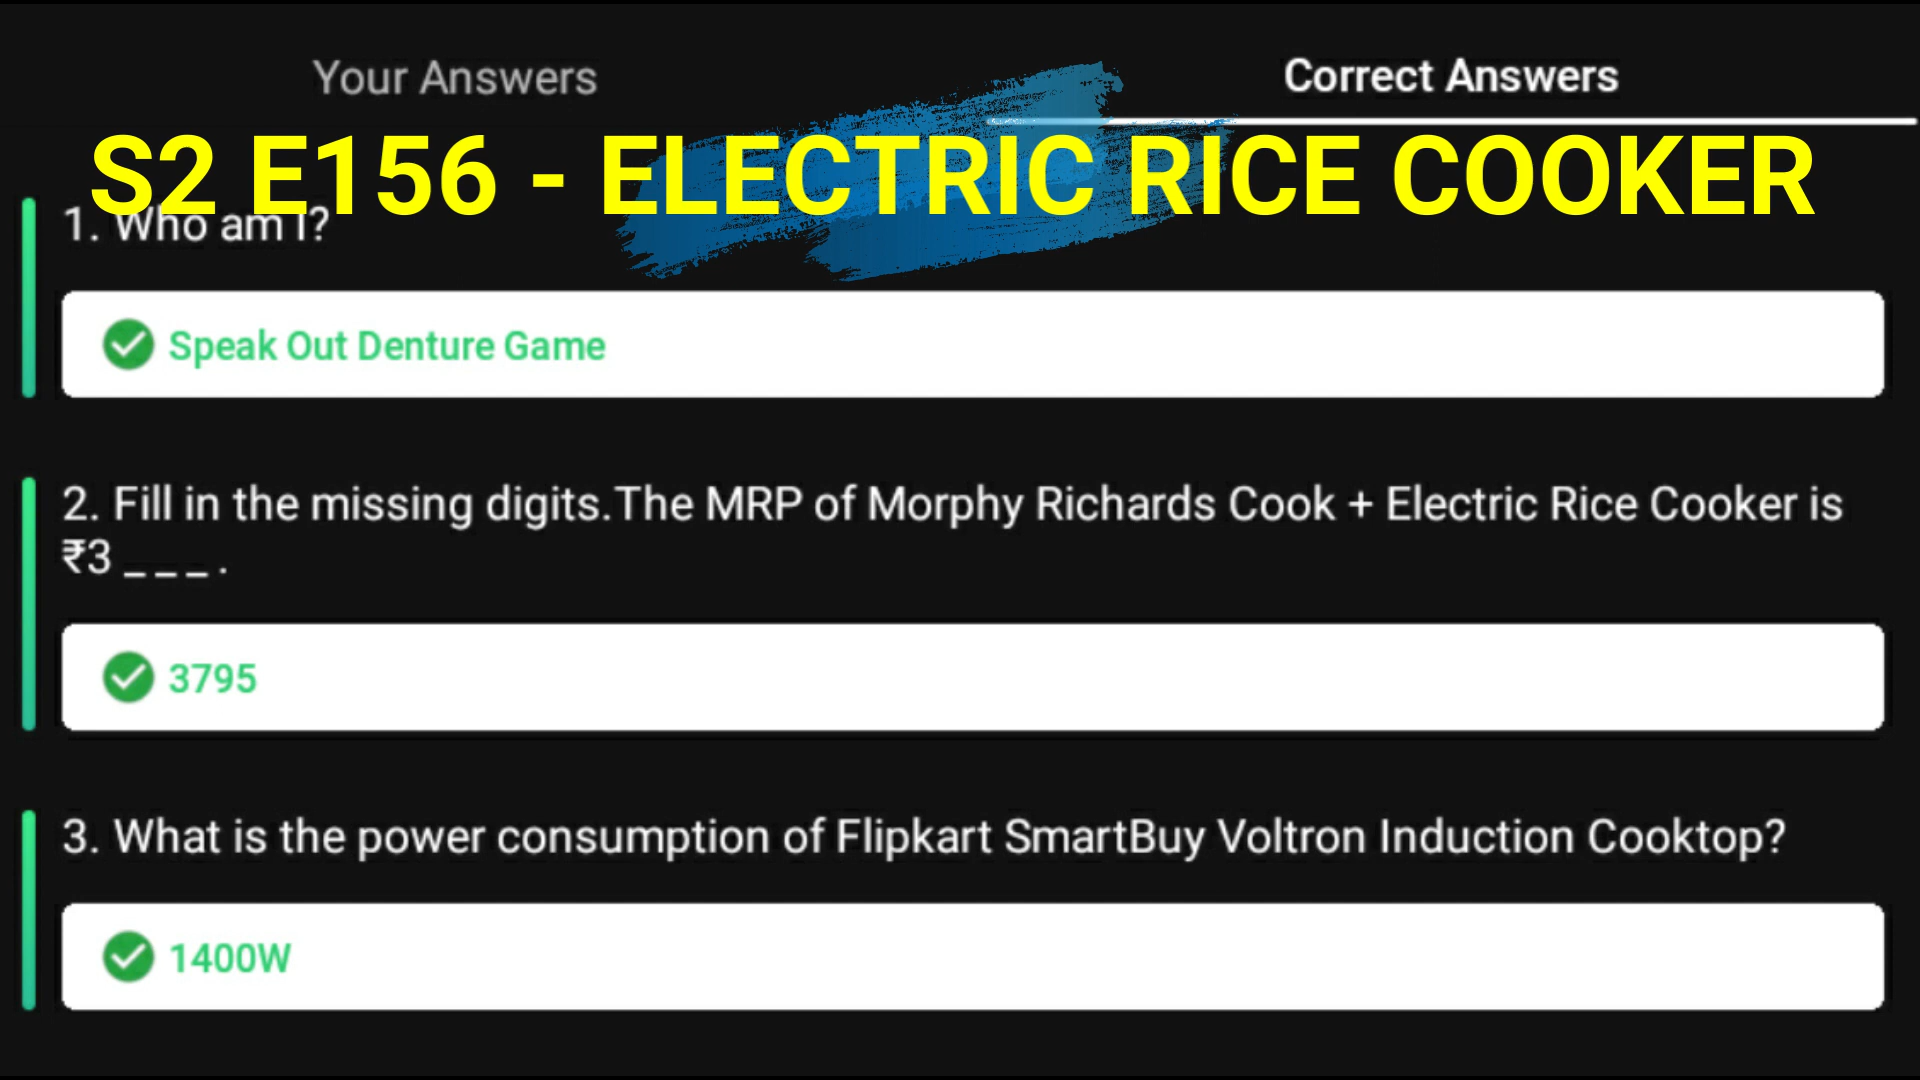 Your Answers
Correct Answers
S2 E156 - ELECTRIC RICE COOKER
1. Who am I?
Speak Out Denture Game
2. Fill in the missing digits.The MRP of Morphy Richards Cook + Electric Rice Cooker is
₹3 _ _ _ .
3795
3. What is the power consumption of Flipkart SmartBuy Voltron Induction Cooktop?
1400W